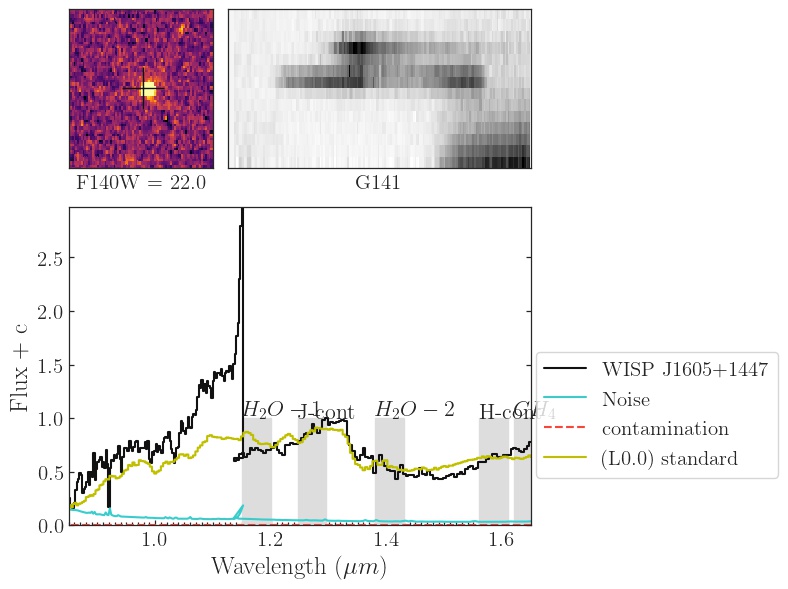 F140W = 22.0
G141
Flux + c
2.5
2.0
1.5
1.0
0.5
0.0
H₂O − 1
J-cont
H₂O − 2
H-cont
CH₄
1.0
1.2
1.4
1.6
Wavelength (μm)
WISP J1605+1447
Noise
contamination
(L0.0) standard